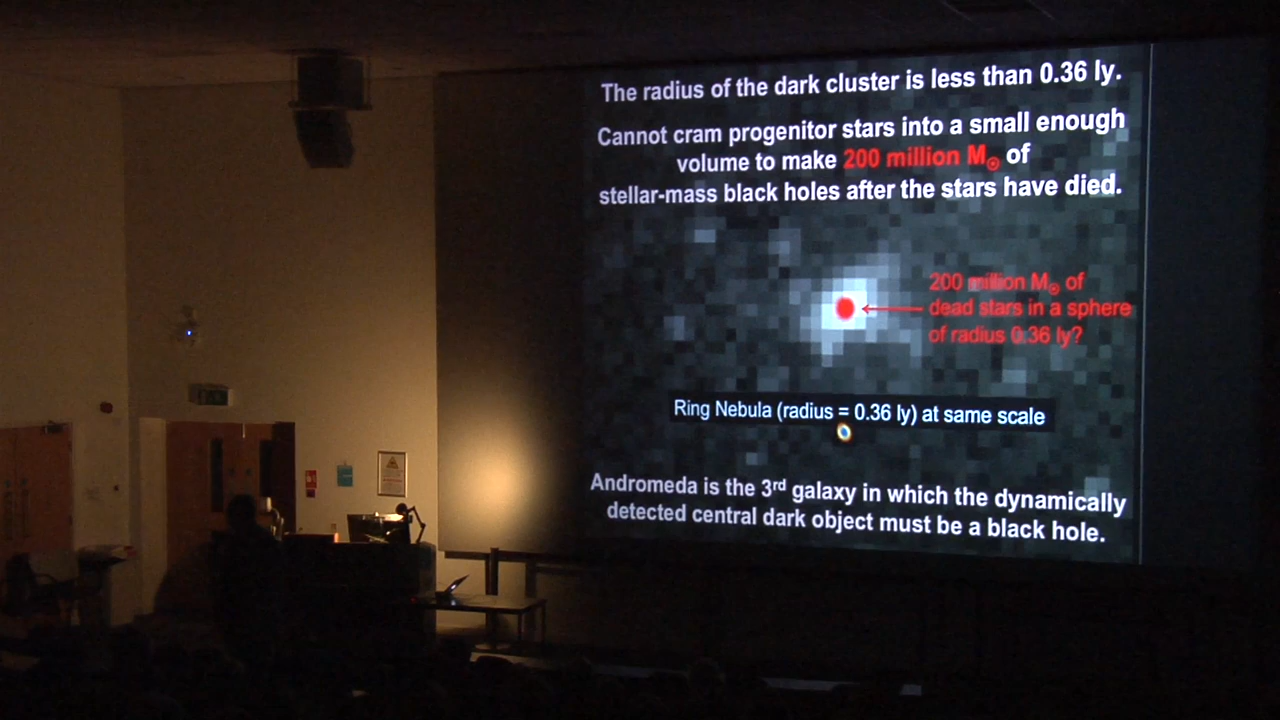 The radius of the dark cluster is less than 0.36 ly.
Cannot cram progenitor stars into a small enough
volume to make 200 million M☉ of
stellar-mass black holes after the stars have died.
200 million M☉ of
dead stars in a sphere
of radius 0.36 ly?
Ring Nebula (radius = 0.36 ly) at same scale
Andromeda is the 3rd galaxy in which the dynamically
detected central dark object must be a black hole.